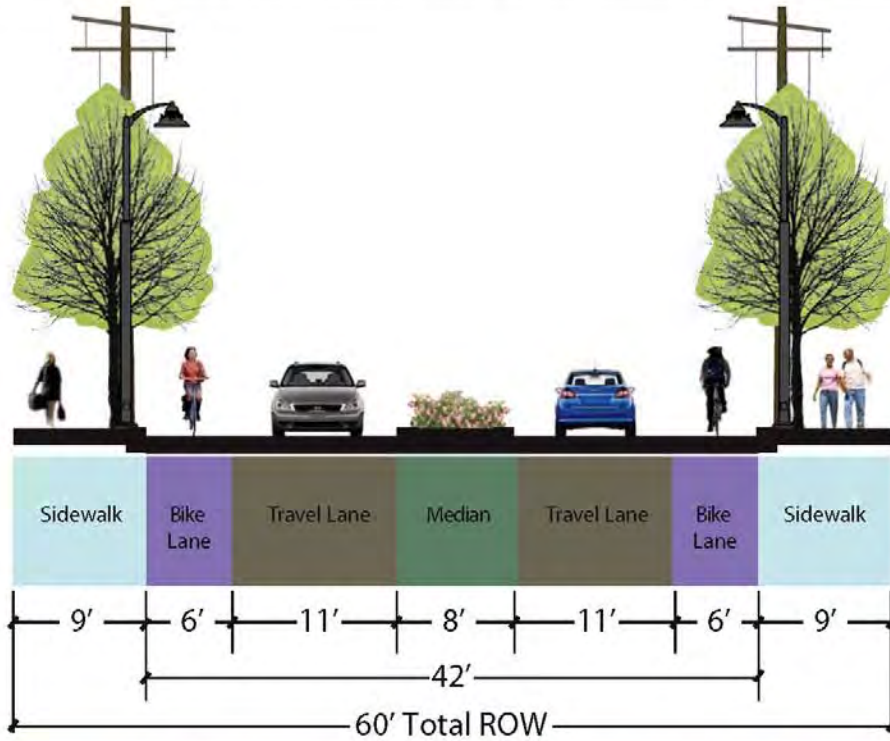 Sidewalk
Bike
Lane
Travel Lane
Median
Travel Lane
Bike
Lane
Sidewalk
9' 6' 11' 8' 11' 6' 9'
42'
60' Total ROW